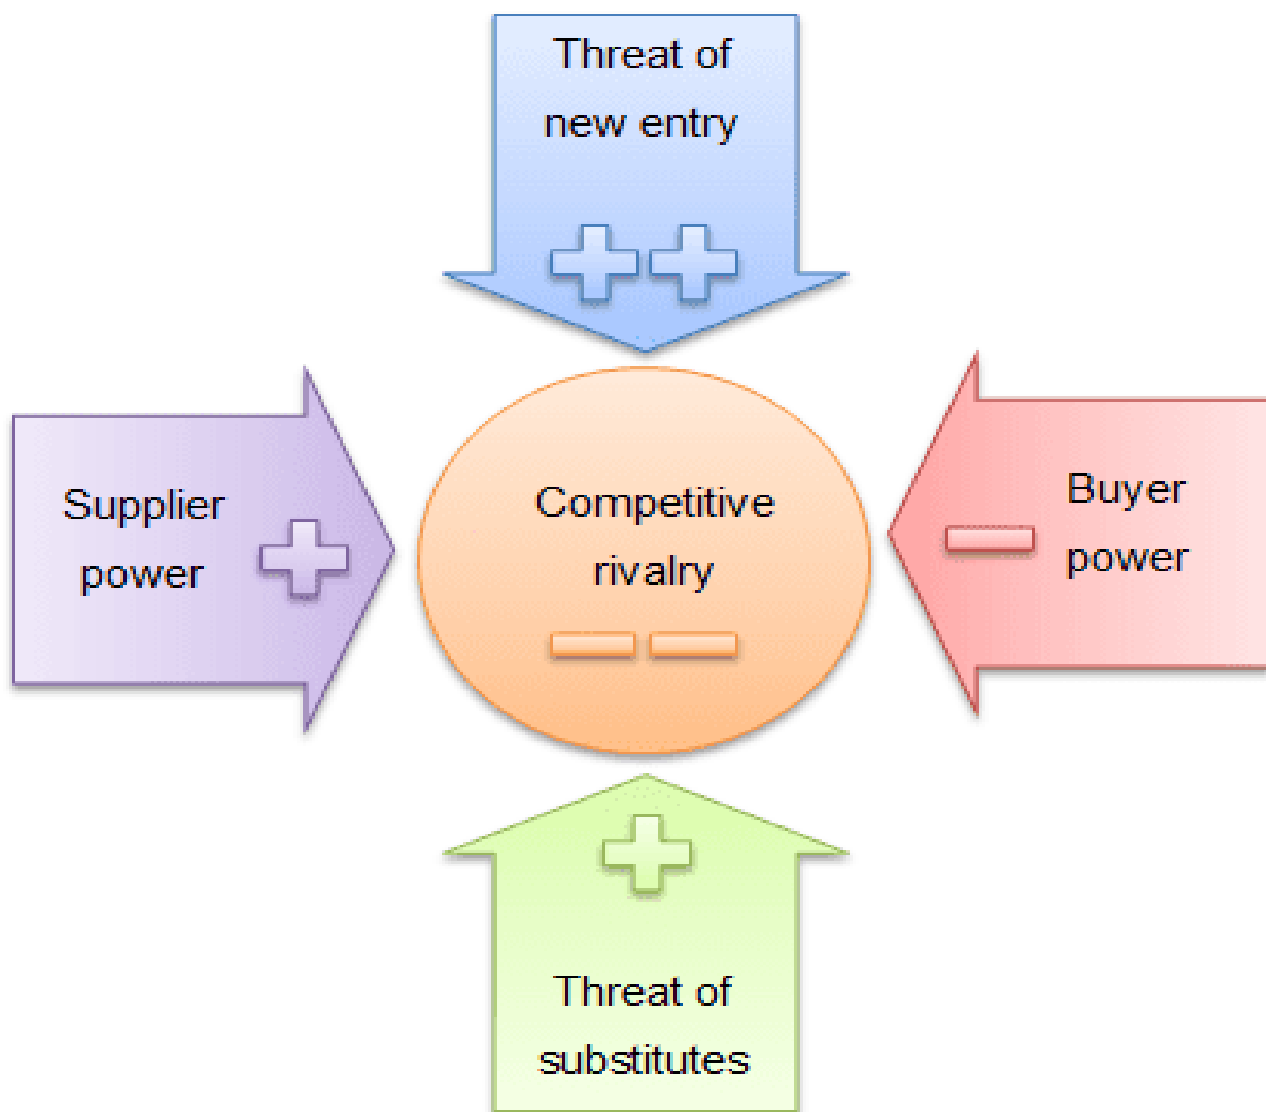 Threat of
new entry
Supplier
power
Competitive
rivalry
Buyer
power
Threat of
substitutes